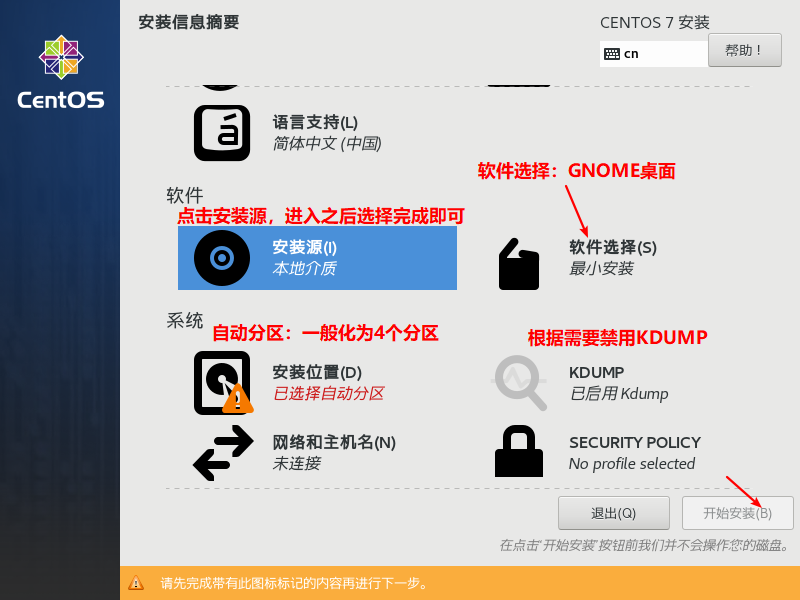 安装信息摘要
CENTOS 7 安装
cn
帮助！
CentOS
语言支持(L)
简体中文 (中国)
软件选择：GNOME桌面
软件
点击安装源，进入之后选择完成即可
安装源(I)
本地介质
软件选择(S)
最小安装
系统
自动分区：一般化为4个分区
根据需要禁用KDUMP
安装位置(D)
已选择自动分区
KDUMP
已启用 Kdump
网络和主机名(N)
未连接
SECURITY POLICY
No profile selected
退出(Q)
开始安装(B)
在点击'开始安装'按钮前我们并不会操作您的磁盘。
请先完成带有此图标标记的内容再进行下一步。